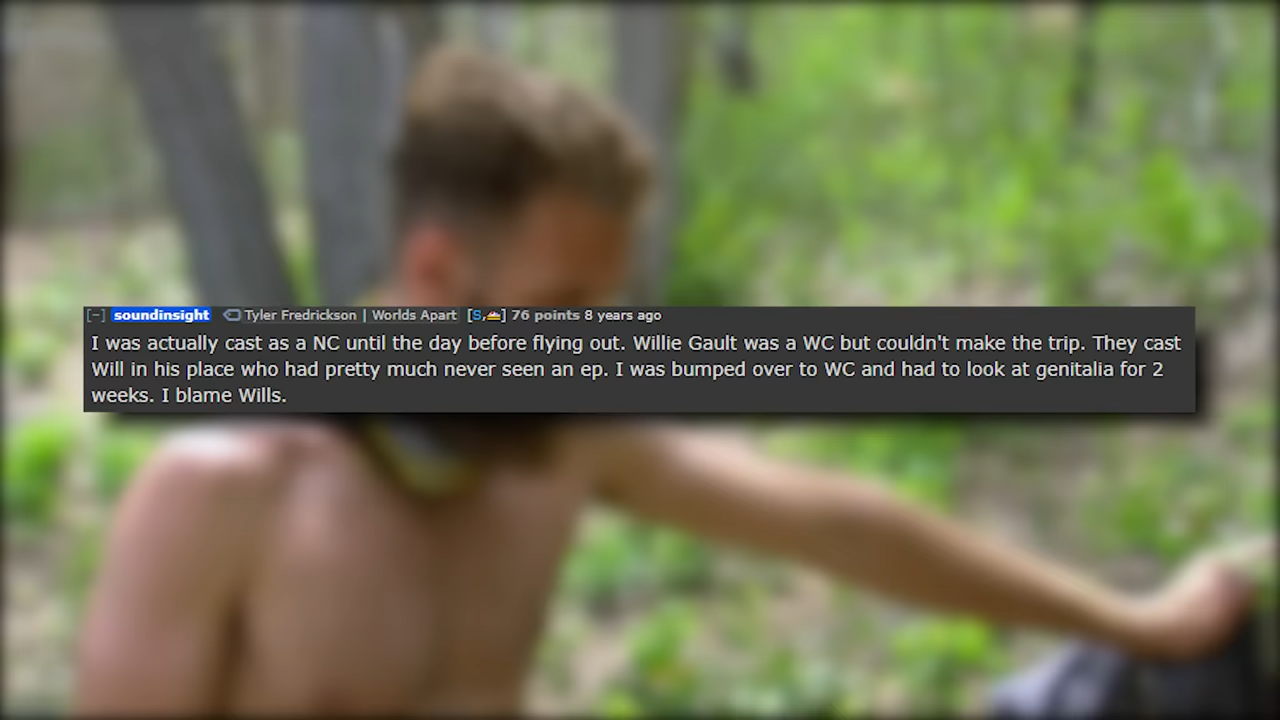 [–] soundinsight Tyler Fredrickson | Worlds Apart [S,] 76 points 8 years ago
I was actually cast as a NC until the day before flying out. Willie Gault was a WC but couldn't make the trip. They cast
Will in his place who had pretty much never seen an ep. I was bumped over to WC and had to look at genitalia for 2
weeks. I blame Wills.